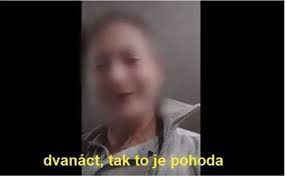 dvanáct, tak to je pohoda